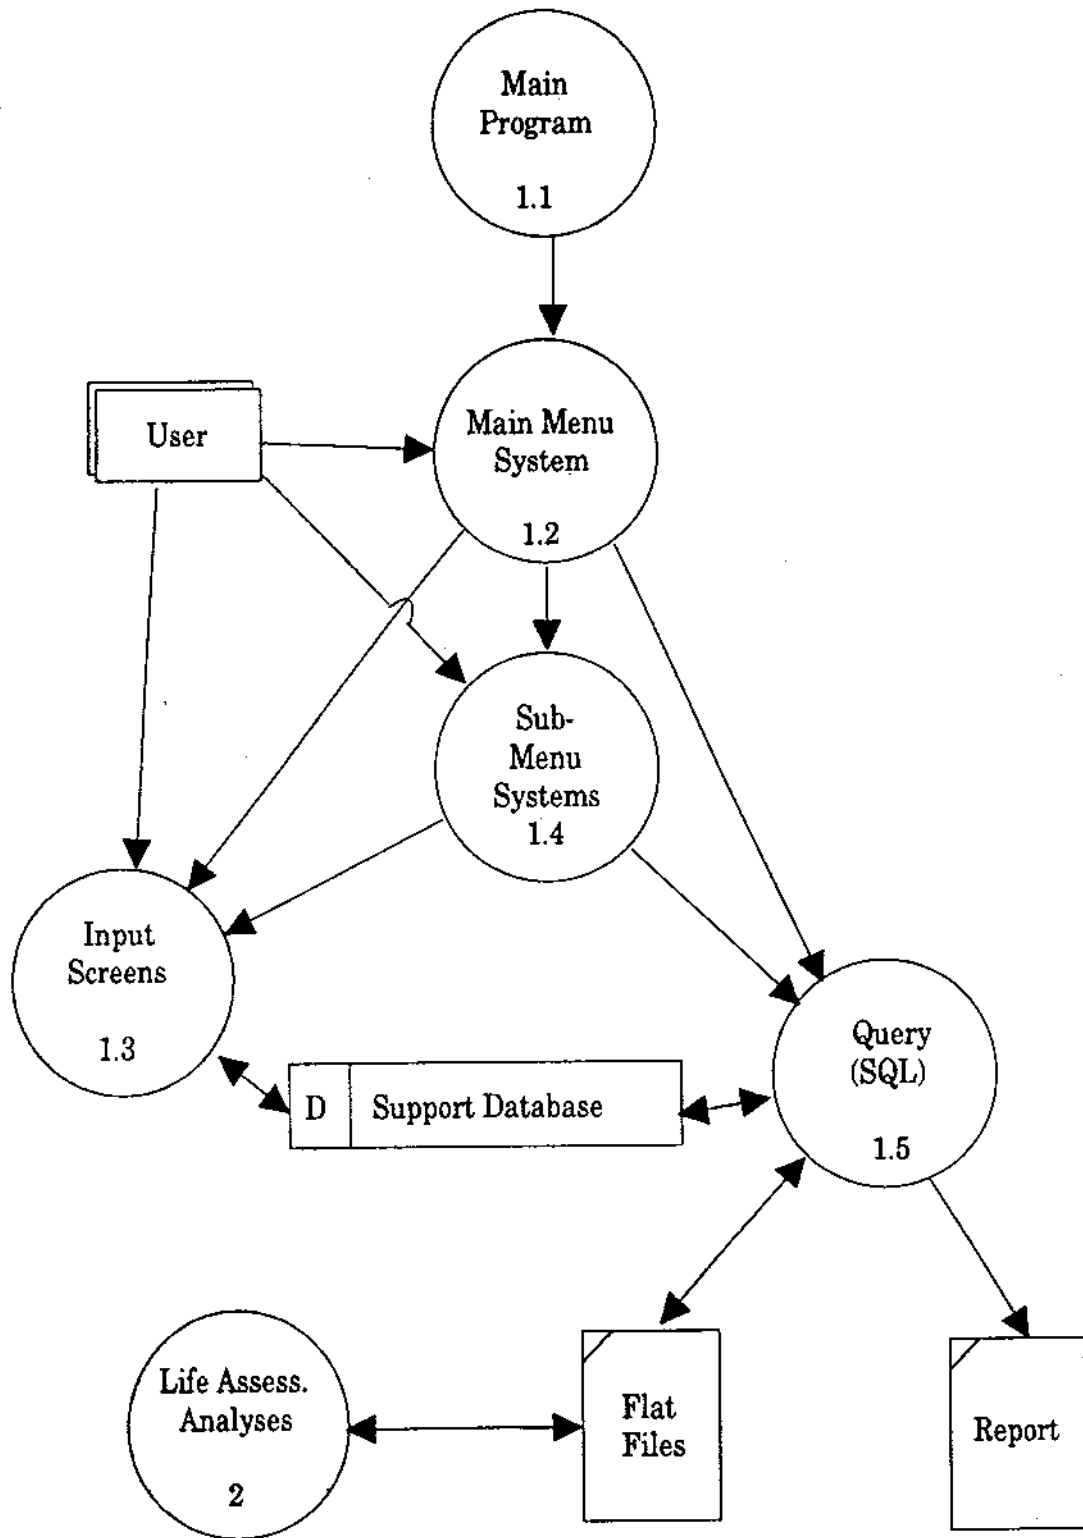 Main
Program
1.1
User
Main Menu
System
1.2
Sub-
Menu
Systems
1.4
Input
Screens
1.3
Query
(SQL)
1.5
D Support Database
Life Assess.
Analyses
2
Flat
Files
Report